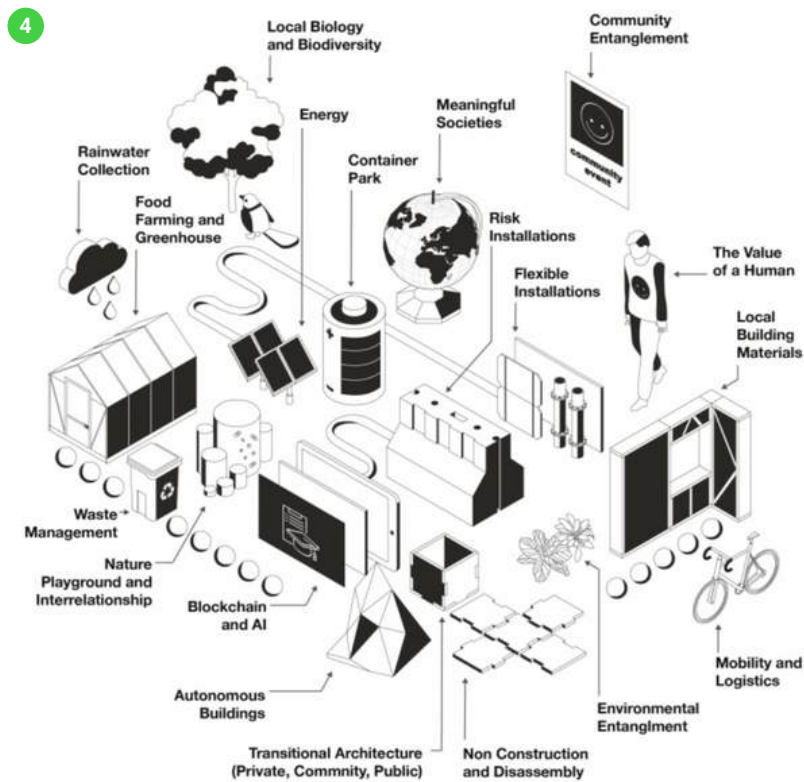 4
Local Biology
and Biodiversity
Community
Entanglement
community
event
Energy
Meaningful
Societies
Rainwater
Collection
Container
Park
Food
Farming and
Greenhouse
Risk
Installations
The Value
of a Human
Flexible
Installations
Local
Building
Materials
Waste
Management
Nature
Playground and
Interrelationship
Blockchain
and AI
Autonomous
Buildings
Mobility and
Logistics
Environmental
Entanglment
Transitional Architecture
(Private, Commnity, Public)
Non Construction
and Disassembly